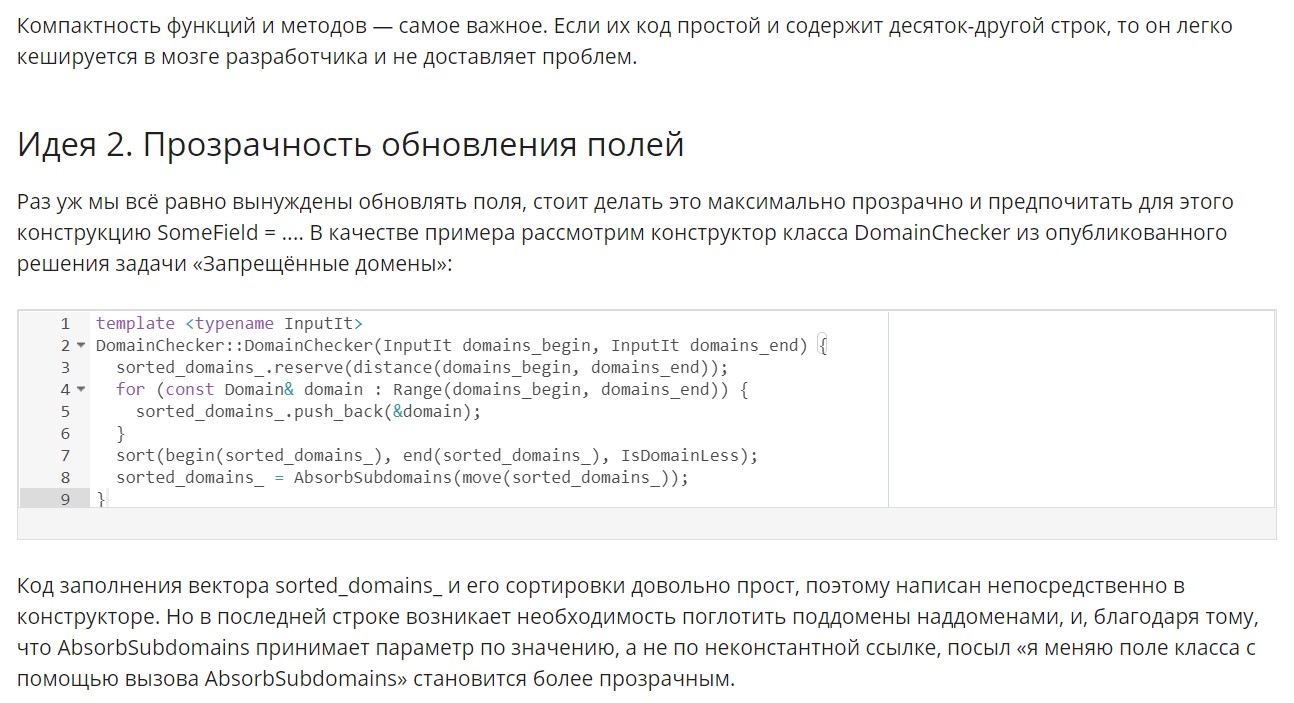 Компактность функций и методов — самое важное. Если их код простой и содержит десяток-другой строк, то он легко
кешируется в мозге разработчика и не доставляет проблем.
Идея 2. Прозрачность обновления полей
Раз уж мы всё равно вынуждены обновлять поля, стоит делать это максимально прозрачно и предпочитать для этого
конструкцию SomeField = .... В качестве примера рассмотрим конструктор класса DomainChecker из опубликованного
решения задачи «Запрещённые домены»:
1 template <typename InputIt>
2 DomainChecker::DomainChecker(InputIt domains_begin, InputIt domains_end) {
3   sorted_domains_.reserve(distance(domains_begin, domains_end));
4   for (const Domain& domain : Range(domains_begin, domains_end)) {
5     sorted_domains_.push_back(&domain);
6   }
7   sort(begin(sorted_domains_), end(sorted_domains_), IsDomainLess);
8   sorted_domains_ = AbsorbSubdomains(move(sorted_domains_));
9 }
Код заполнения вектора sorted_domains_ и его сортировки довольно прост, поэтому написан непосредственно в
конструкторе. Но в последней строке возникает необходимость поглотить поддомены наддоменами, и, благодаря тому,
что AbsorbSubdomains принимает параметр по значению, а не по неконстантной ссылке, посыл «я меняю поле класса с
помощью вызова AbsorbSubdomains» становится более прозрачным.